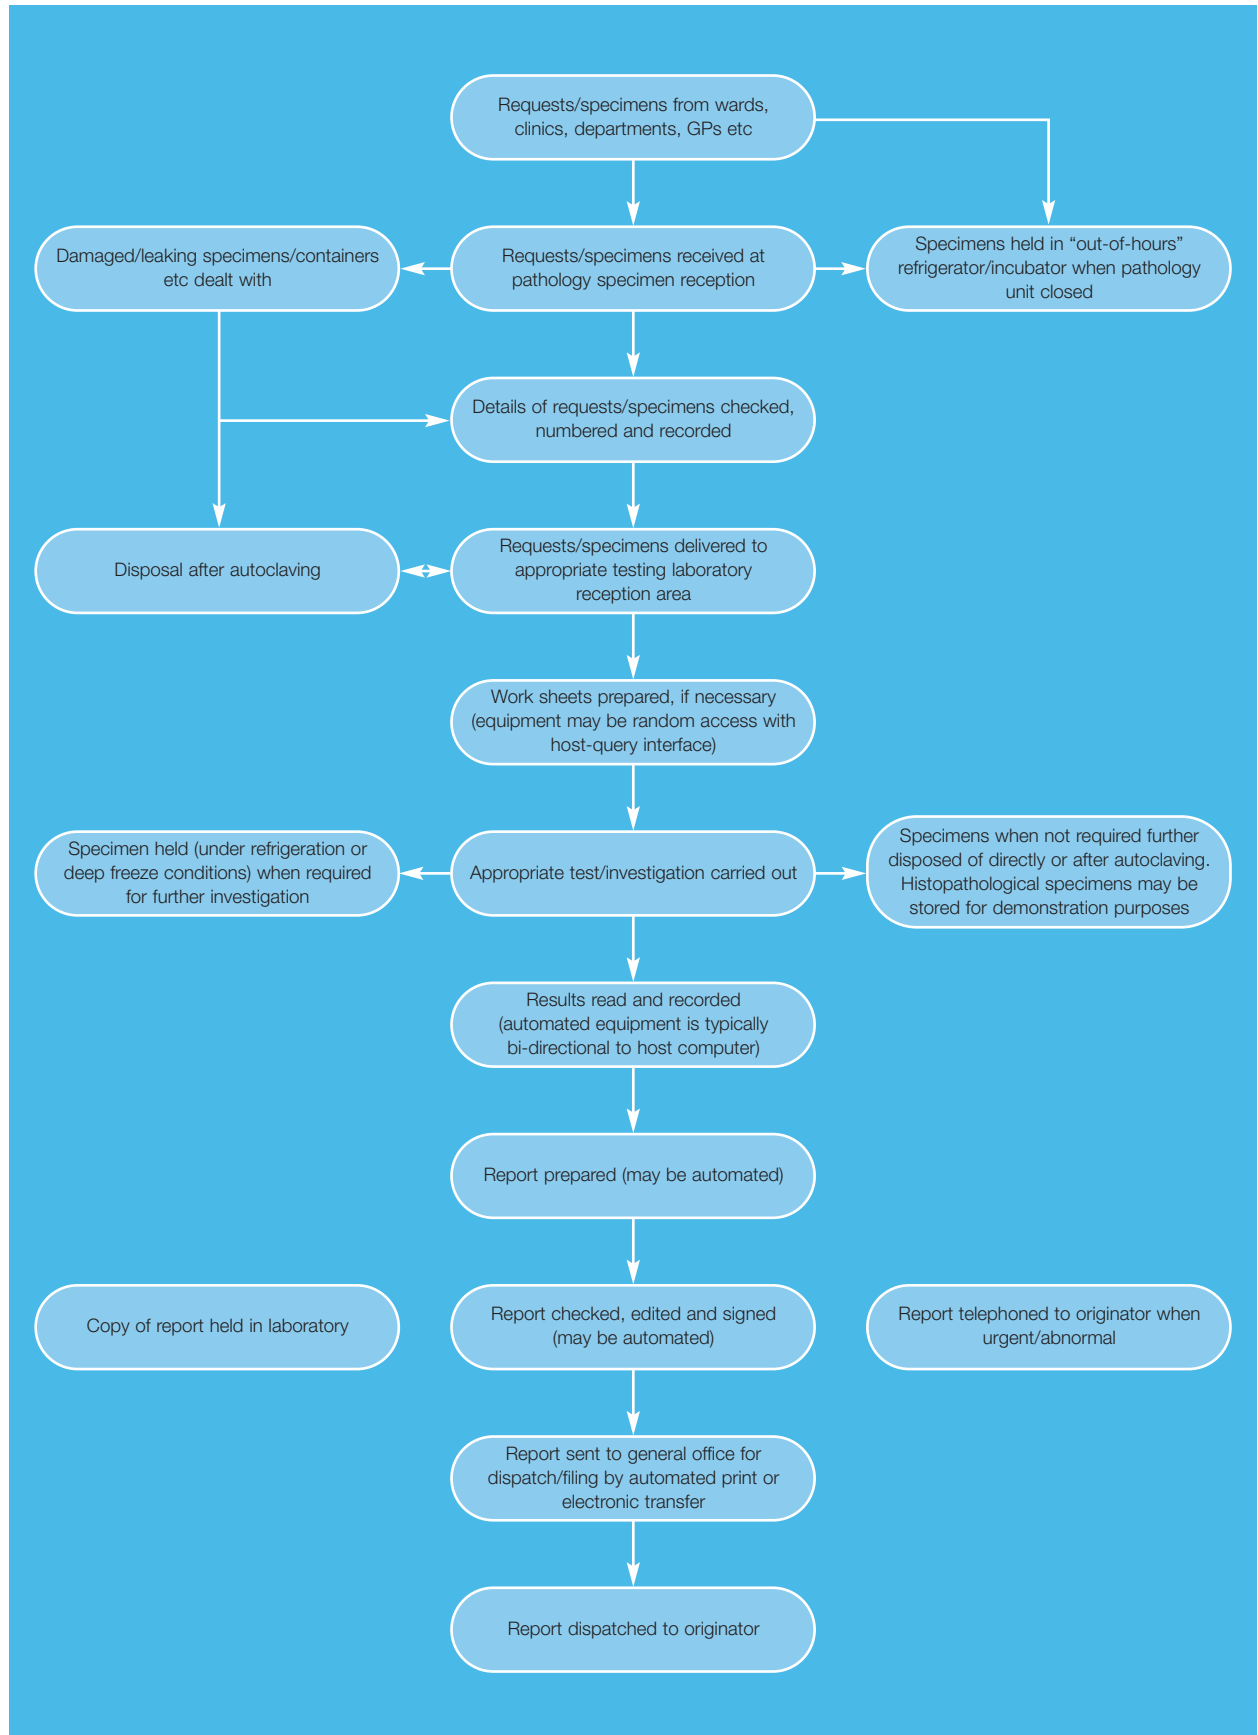 Requests/specimens from wards,
clinics, departments, GPs etc
Damaged/leaking specimens/containers
etc dealt with
Requests/specimens received at
pathology specimen reception
Specimens held in “out-of-hours”
refrigerator/incubator when pathology
unit closed
Details of requests/specimens checked,
numbered and recorded
Disposal after autoclaving
Requests/specimens delivered to
appropriate testing laboratory
reception area
Work sheets prepared, if necessary
(equipment may be random access with
host-query interface)
Specimen held (under refrigeration or
deep freeze conditions) when required
for further investigation
Appropriate test/investigation carried out
Specimens when not required further
disposed of directly or after autoclaving.
Histopathological specimens may be
stored for demonstration purposes
Results read and recorded
(automated equipment is typically
bi-directional to host computer)
Report prepared (may be automated)
Copy of report held in laboratory
Report checked, edited and signed
(may be automated)
Report telephoned to originator when
urgent/abnormal
Report sent to general office for
dispatch/filing by automated print or
electronic transfer
Report dispatched to originator